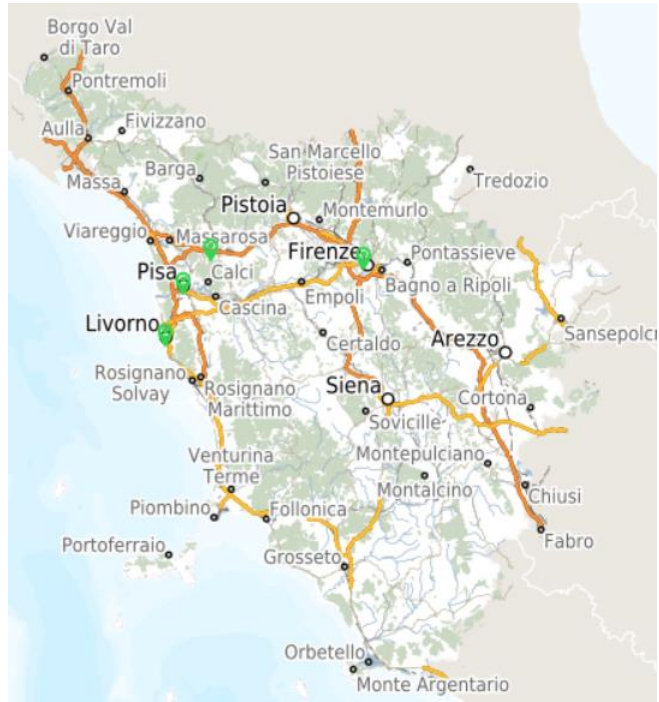 Borgo Val
di Taro
Pontremoli
Aulla
Fivizzano
Barga
San Marcello
Pistoiese
Tredozio
Massa
Pistoia
Montemurlo
Viareggio
Massarosa
Firenze
Pontassieve
Pisa
Calci
Bagno a Ripoli
Empoli
Cascina
Livorno
Certaldo
Arezzo
Sansepolcr
Rosignano
Solvay
Rosignano
Marittimo
Siena
Cortona
Sovicille
Venturina
Terme
Montepulciano
Montalcino
Chiusi
Piombino
Follonica
Fabro
Portoferraio
Grosseto
Orbetello
Monte Argentario